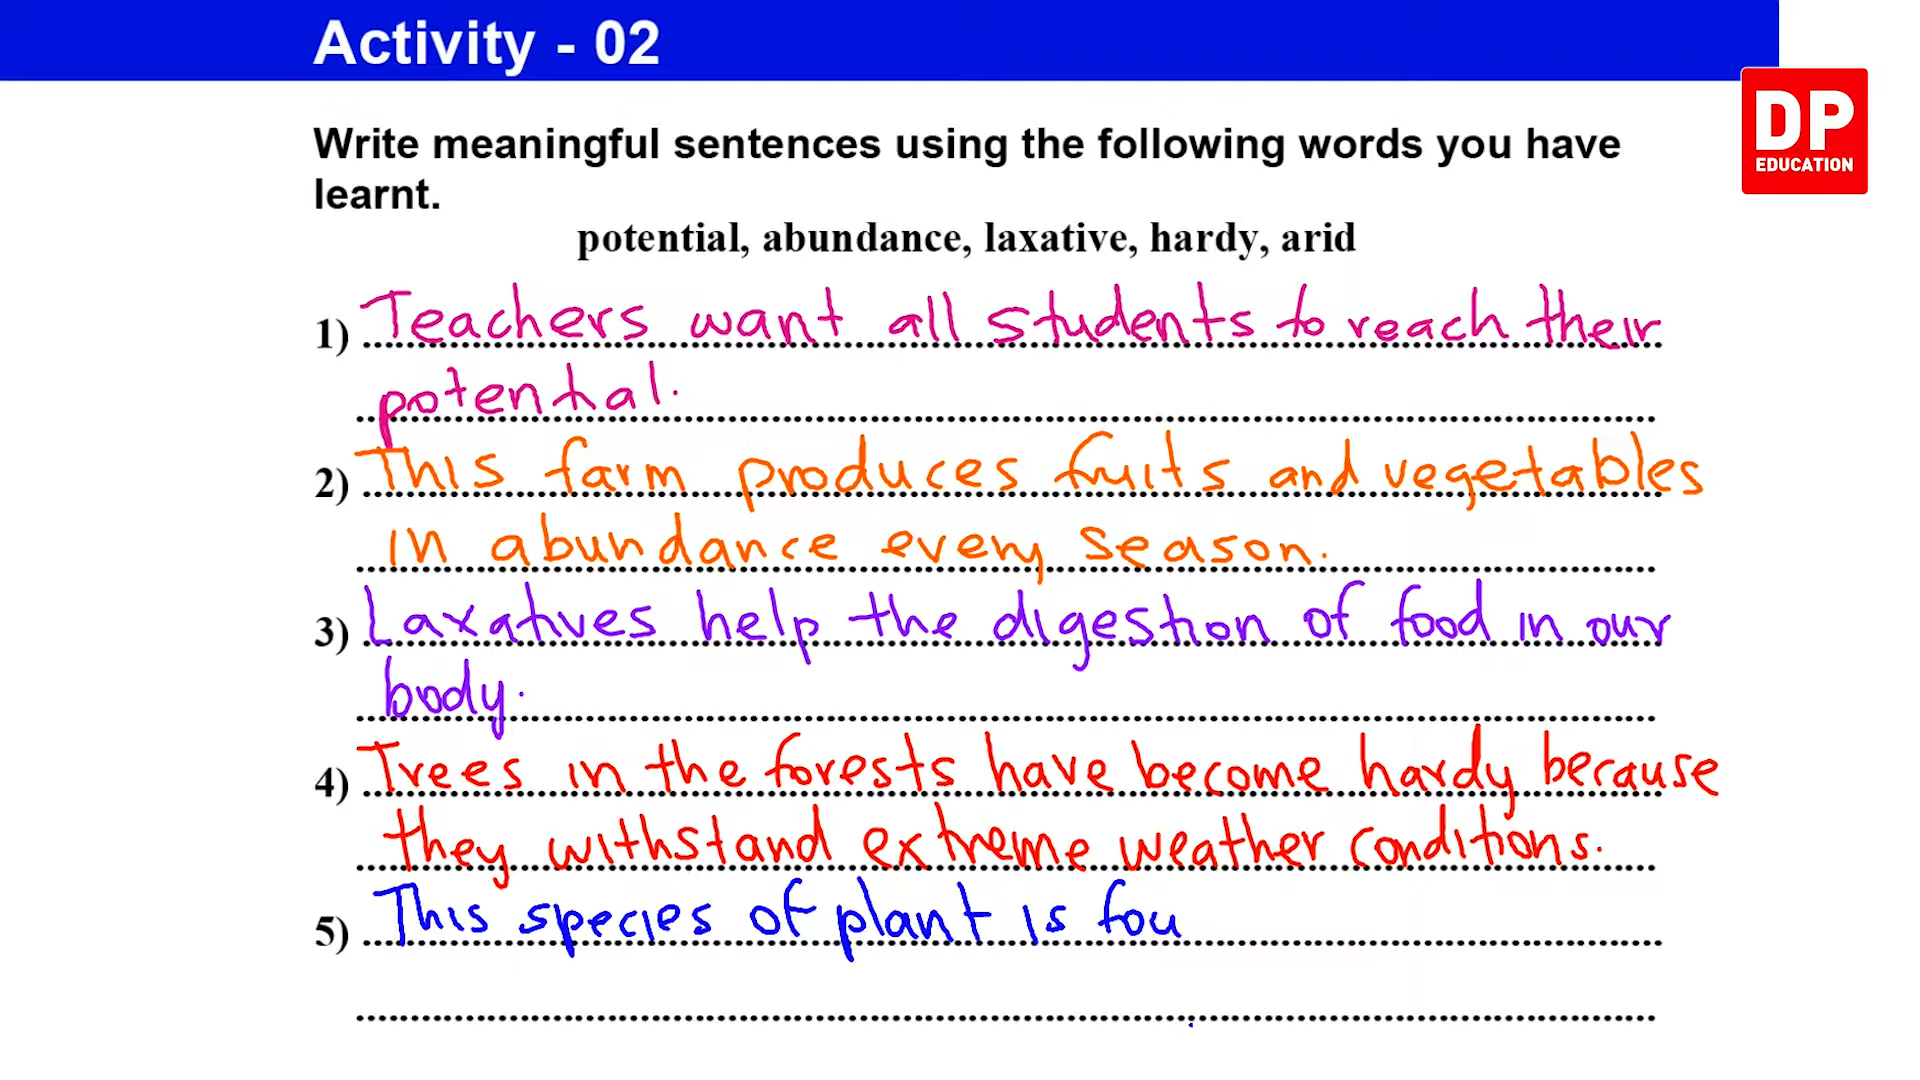 Activity - 02
DP
EDUCATION
Write meaningful sentences using the following words you have
learnt.
potential, abundance, laxative, hardy, arid
1) Teachers want all students to reach their
potential.
2) This farm produces fruits and vegetables
in abundance every season.
3) Laxatives help the digestion of food in our
body.
4) Trees in the forests have become hardy because
they withstand extreme weather conditions.
5) This species of plant is fou